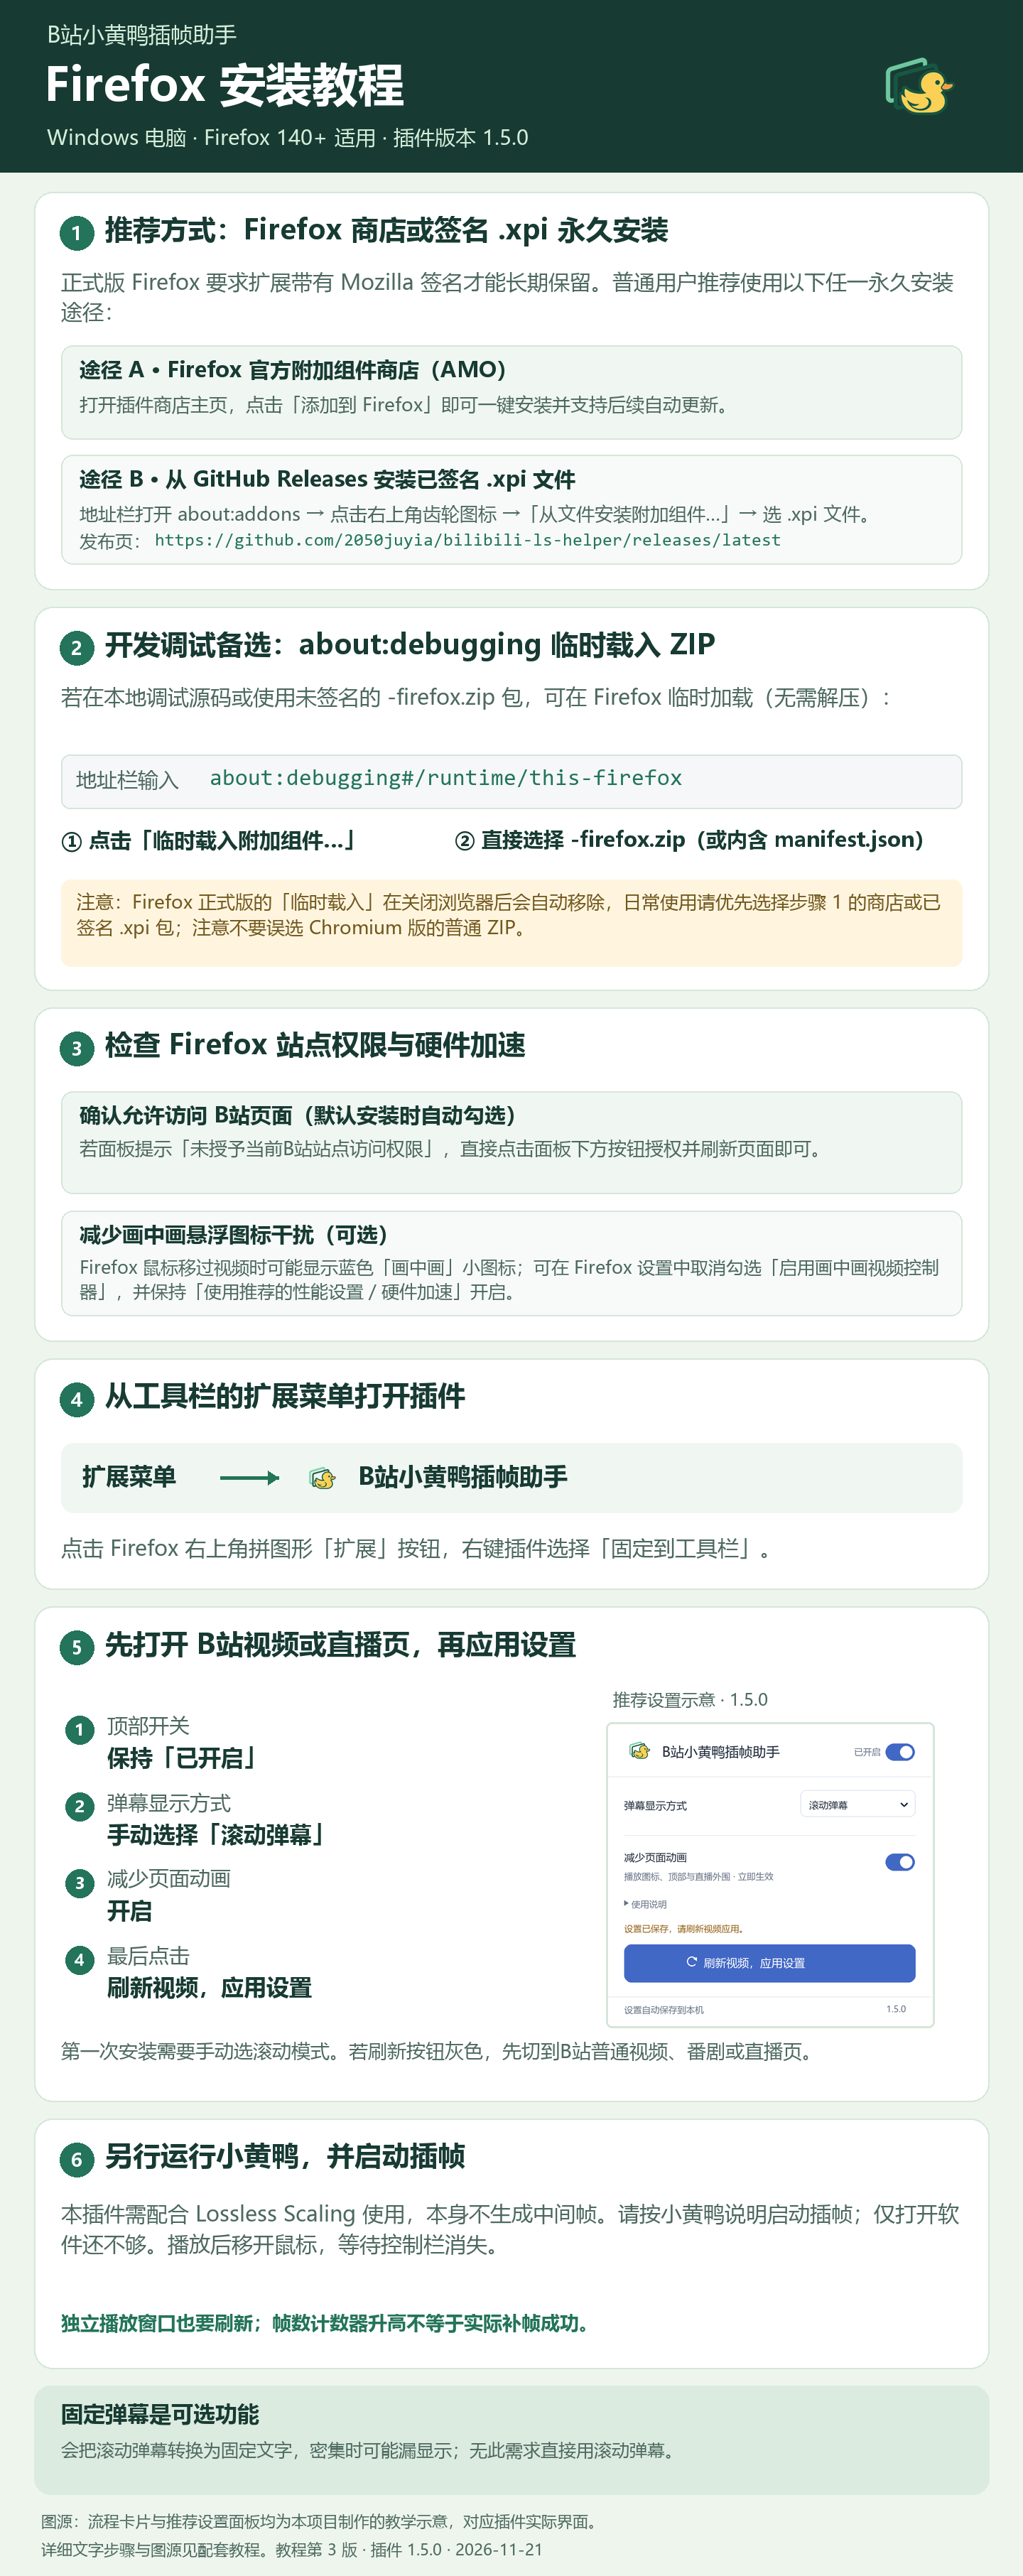 B站小黄鸭插帧助手
Firefox 安装教程
Windows 电脑 · Firefox 140+ 适用 · 插件版本 1.5.0
1 推荐方式：Firefox 商店或签名 .xpi 永久安装
正式版 Firefox 要求扩展带有 Mozilla 签名才能长期保留。普通用户推荐使用以下任一永久安装
途径：
途径 A • Firefox 官方附加组件商店（AMO）
打开插件商店主页，点击「添加到 Firefox」即可一键安装并支持后续自动更新。
途径 B • 从 GitHub Releases 安装已签名 .xpi 文件
地址栏打开 about:addons → 点击右上角齿轮图标 →「从文件安装附加组件...」→ 选 .xpi 文件。
发布页： https://github.com/2050juyia/bilibili-ls-helper/releases/latest
2 开发调试备选：about:debugging 临时载入 ZIP
若在本地调试源码或使用未签名的 -firefox.zip 包，可在 Firefox 临时加载（无需解压）：
地址栏输入 about:debugging#/runtime/this-firefox
① 点击「临时载入附加组件...」 ② 直接选择 -firefox.zip（或内含 manifest.json）
注意：Firefox 正式版的「临时载入」在关闭浏览器后会自动移除，日常使用请优先选择步骤 1 的商店或已
签名 .xpi 包；注意不要误选 Chromium 版的普通 ZIP。
3 检查 Firefox 站点权限与硬件加速
确认允许访问 B站页面（默认安装时自动勾选）
若面板提示「未授予当前B站站点访问权限」，直接点击面板下方按钮授权并刷新页面即可。
减少画中画悬浮图标干扰（可选）
Firefox 鼠标移过视频时可能显示蓝色「画中画」小图标；可在 Firefox 设置中取消勾选「启用画中画视频控制
器」，并保持「使用推荐的性能设置 / 硬件加速」开启。
4 从工具栏的扩展菜单打开插件
扩展菜单 → B站小黄鸭插帧助手
点击 Firefox 右上角拼图形「扩展」按钮，右键插件选择「固定到工具栏」。
5 先打开 B站视频或直播页，再应用设置
1 顶部开关
保持「已开启」
2 弹幕显示方式
手动选择「滚动弹幕」
3 减少页面动画
开启
4 最后点击
刷新视频，应用设置
推荐设置示意 · 1.5.0
B站小黄鸭插帧助手 已开启
弹幕显示方式 滚动弹幕
减少页面动画
播放图标、顶部与直播外围 · 立即生效
使用说明
设置已保存，请刷新视频应用。
刷新视频，应用设置
设置自动保存到本机 1.5.0
第一次安装需要手动选滚动模式。若刷新按钮灰色，先切到B站普通视频、番剧或直播页。
6 另行运行小黄鸭，并启动插帧
本插件需配合 Lossless Scaling 使用，本身不生成中间帧。请按小黄鸭说明启动插帧；仅打开软
件还不够。播放后移开鼠标，等待控制栏消失。
独立播放窗口也要刷新；帧数计数器升高不等于实际补帧成功。
固定弹幕是可选功能
会把滚动弹幕转换为固定文字，密集时可能漏显示；无此需求直接用滚动弹幕。
图源：流程卡片与推荐设置面板均为本项目制作的教学示意，对应插件实际界面。
详细文字步骤与图源见配套教程。教程第 3 版 · 插件 1.5.0 · 2026-11-21